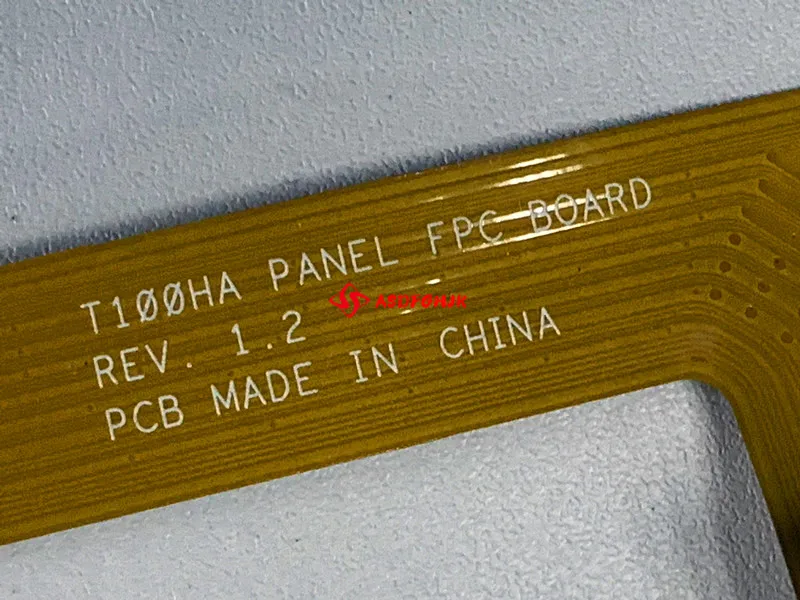 T100HA PANEL FPC BOARD
REV. 1.2
PCB MADE IN CHINA